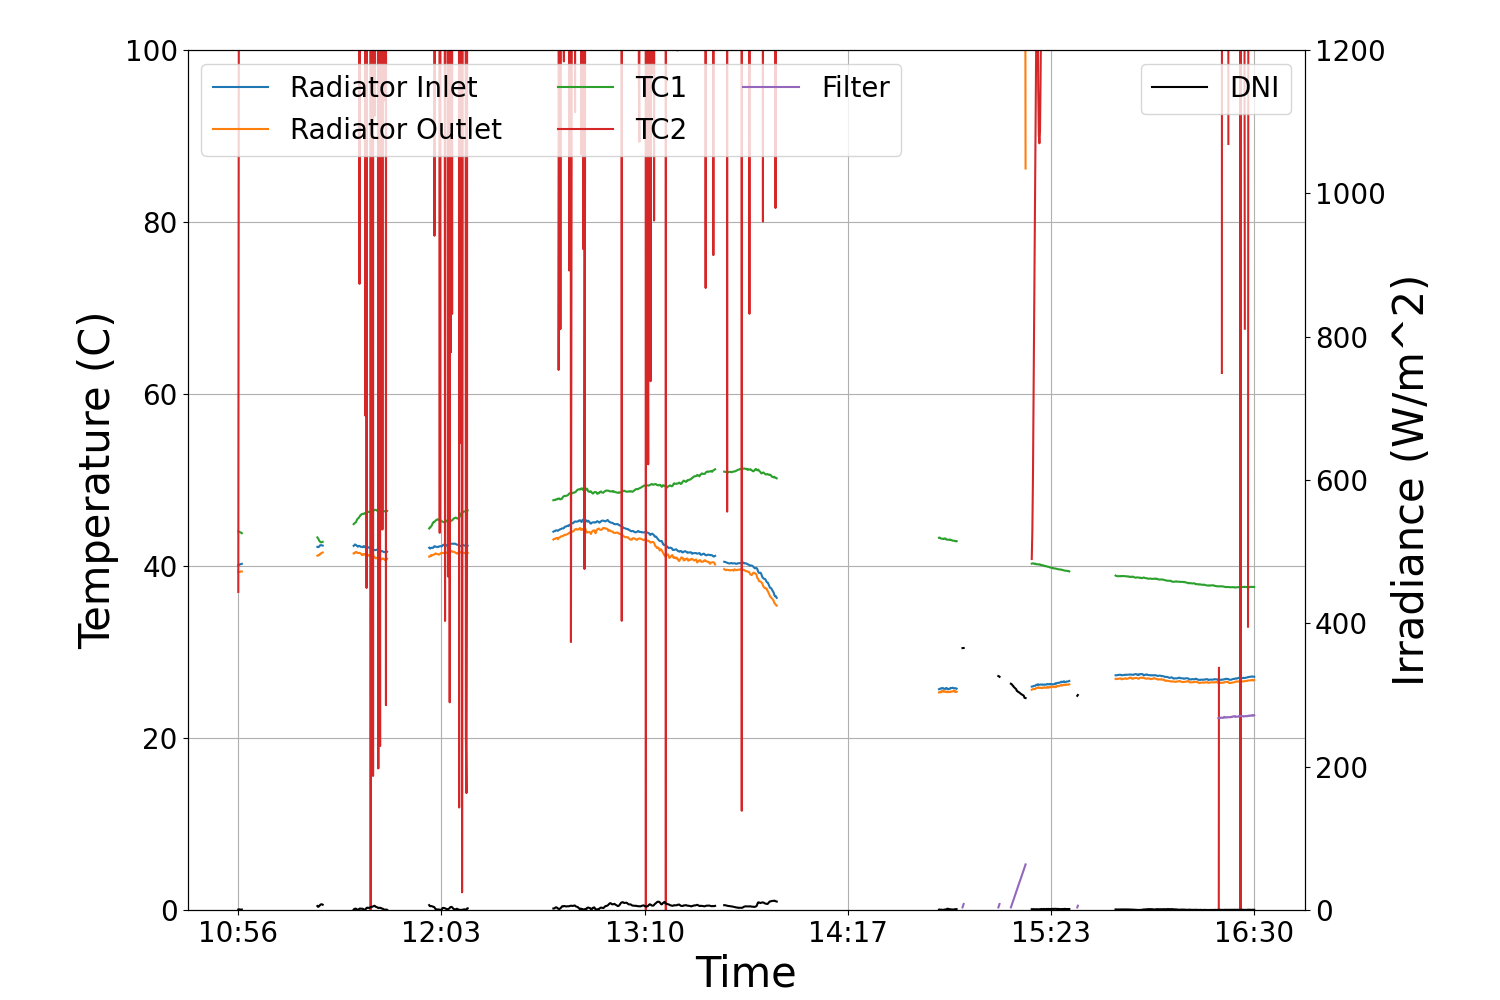 Temperature (C)
100
80
60
40
20
0
Radiator Inlet
Radiator Outlet
TC1
TC2
Filter
DNI
1200
1000
800
600
400
200
0
Irradiance (W/m^2)
10:56 12:03 13:10 14:17 15:23 16:30
Time